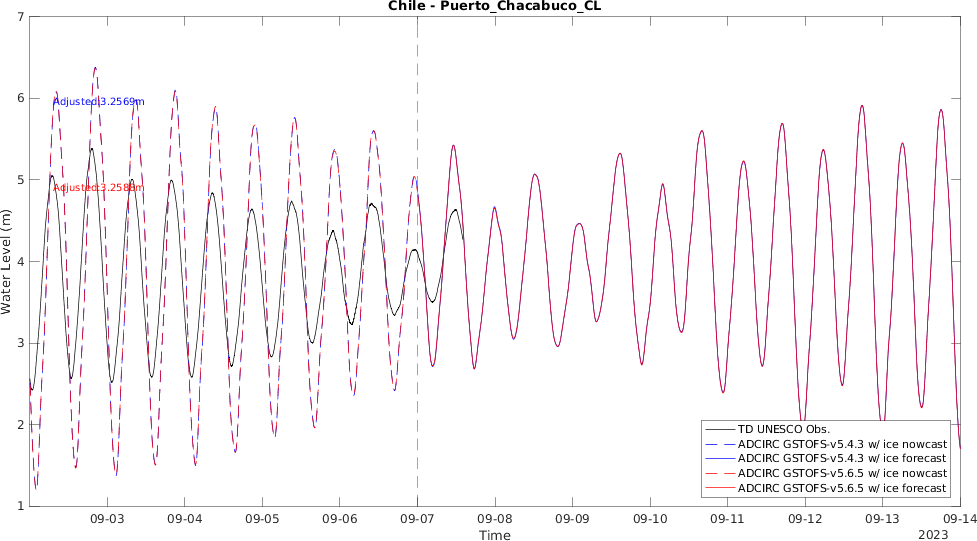 Chile - Puerto_Chacabuco_CL
7
6
5
4
3
2
1
Water Level (m)
Adjusted:3.2569m
Adjusted:3.2588m
TD UNESCO Obs.
ADCIRC GSTOFS-v5.4.3 w/ ice nowcast
ADCIRC GSTOFS-v5.4.3 w/ ice forecast
ADCIRC GSTOFS-v5.6.5 w/ ice nowcast
ADCIRC GSTOFS-v5.6.5 w/ ice forecast
09-03 09-04 09-05 09-06 09-07 09-08 09-09 09-10 09-11 09-12 09-13 09-14
Time
2023